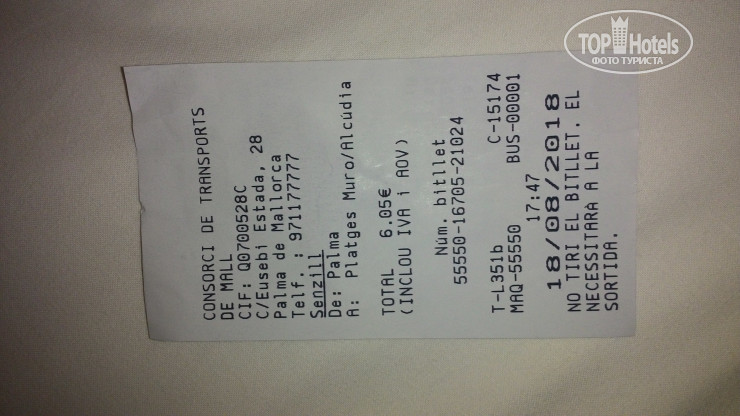 TOP Hotels
ФОТО ТУРИСТА
CONSORCI DE TRANSPORTS
DE MALL
CIF: Q0700528C
C/Eusebi Estada, 28
Palma de Mallorca
Telf. : 971177777
Senzill
De: Palma
A: Platges Muro/Alcúdia
TOTAL 6.05€
(INCLOU IVA i AOV)
Núm. bitllet
55550-16705-21024
T-L351b C-15174
MAQ-55550 BUS-00001
17:47
18/08/2018
NO TIRI EL BITLLET, EL
NECESSITARÀ A LA
SORTIDA.